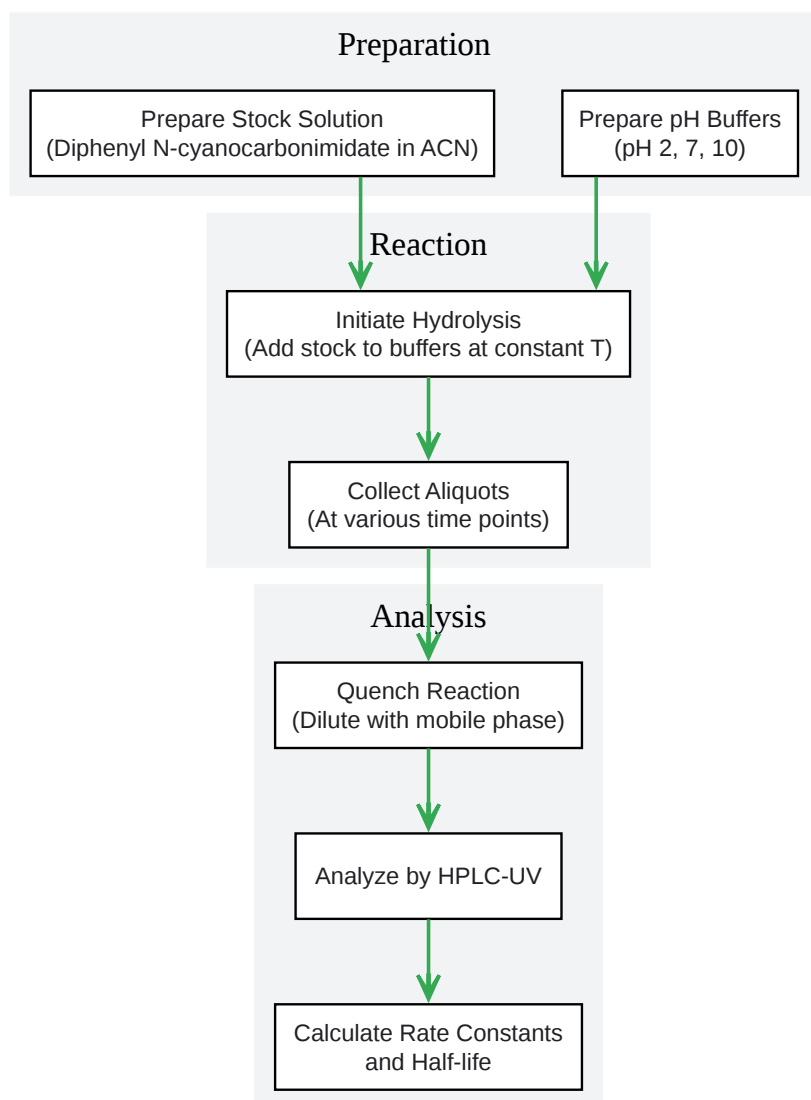 Preparation
Prepare Stock Solution
(Diphenyl N-cyanocarbonimidate in ACN)
Prepare pH Buffers
(pH 2, 7, 10)
Reaction
Initiate Hydrolysis
(Add stock to buffers at constant T)
Collect Aliquots
(At various time points)
Analysis
Quench Reaction
(Dilute with mobile phase)
Analyze by HPLC-UV
Calculate Rate Constants
and Half-life